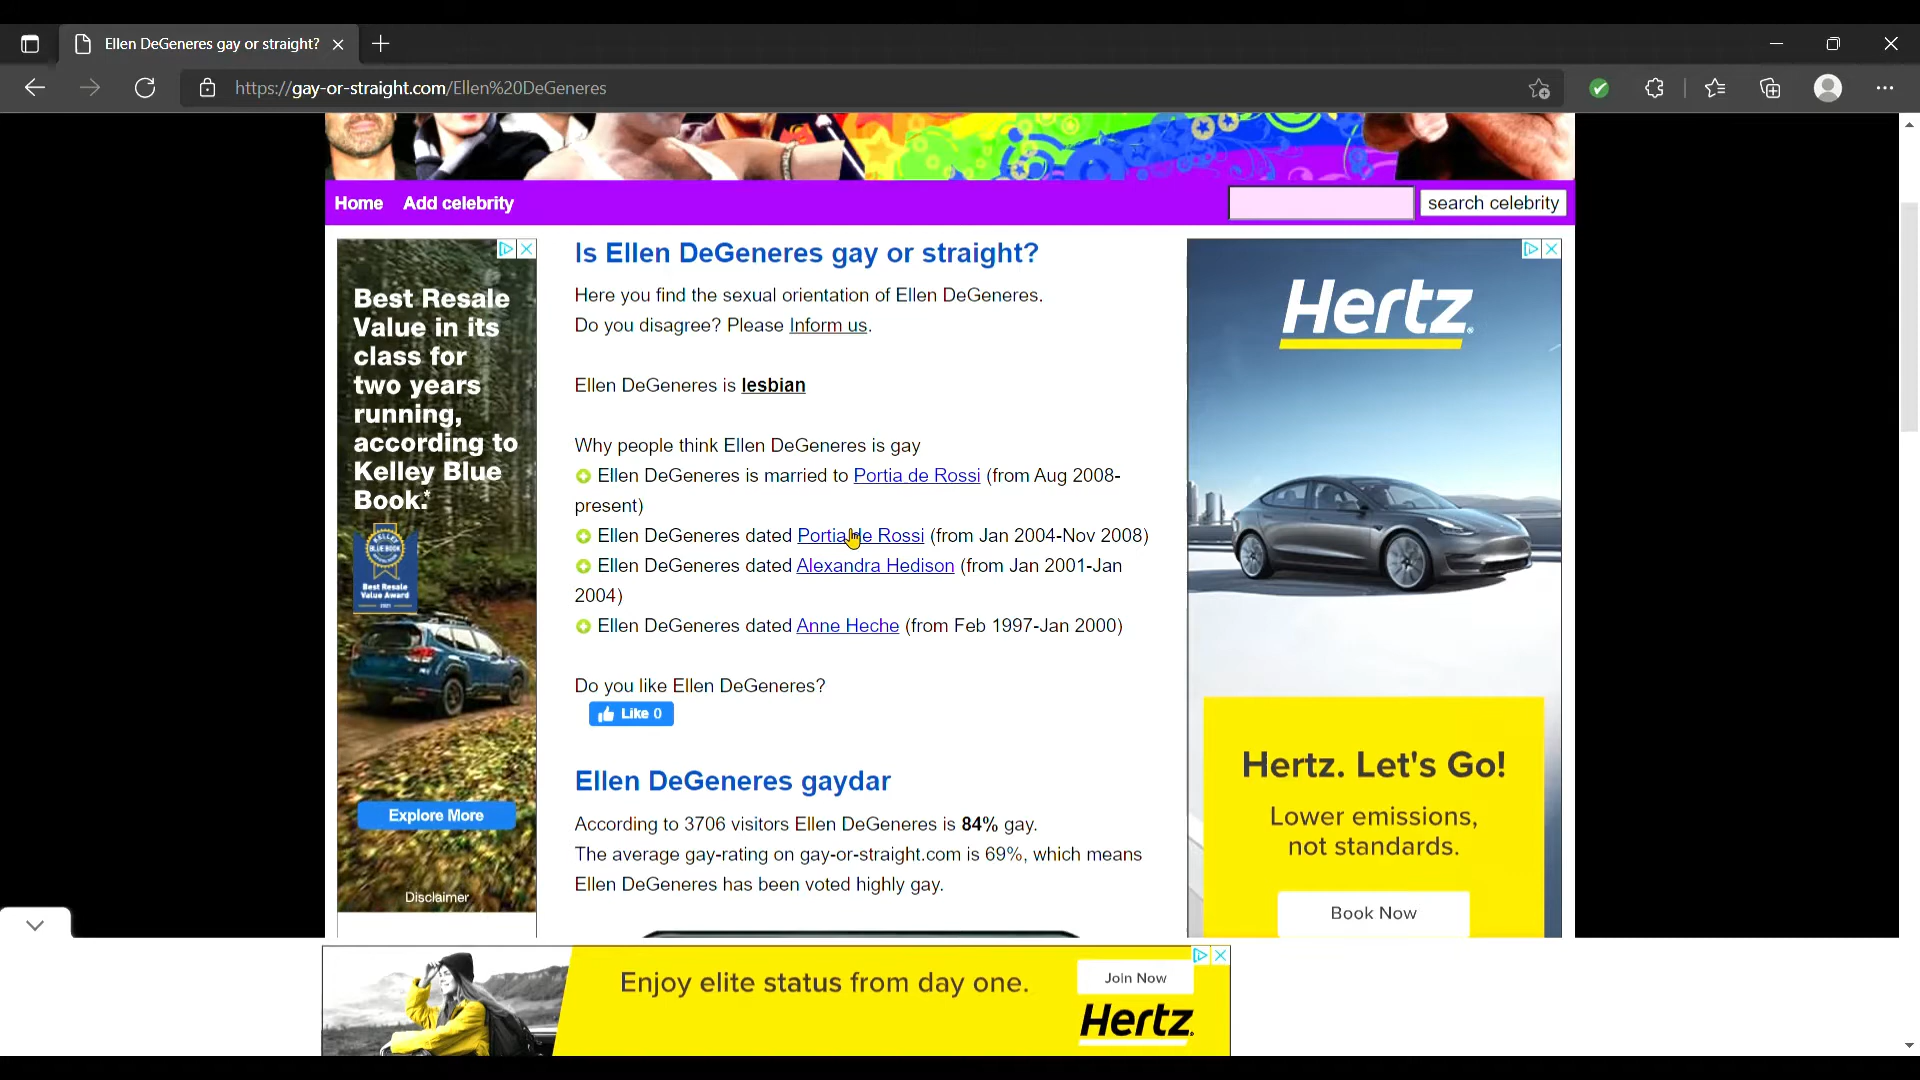 Ellen DeGeneres gay or straight?
https://gay-or-straight.com/Ellen%20DeGeneres
Home Add celebrity
search celebrity
Best Resale
Value in its
class for
two years
running,
according to
Kelley Blue
Book.*
KELLEY
BLUE BOOK
Best Resale
Value Award
2021
Explore More
Disclaimer
Is Ellen DeGeneres gay or straight?
Here you find the sexual orientation of Ellen DeGeneres.
Do you disagree? Please Inform us.
Ellen DeGeneres is lesbian
Why people think Ellen DeGeneres is gay
Ellen DeGeneres is married to Portia de Rossi (from Aug 2008-
present)
Ellen DeGeneres dated Portia de Rossi (from Jan 2004-Nov 2008)
Ellen DeGeneres dated Alexandra Hedison (from Jan 2001-Jan
2004)
Ellen DeGeneres dated Anne Heche (from Feb 1997-Jan 2000)
Do you like Ellen DeGeneres?
Like 0
Ellen DeGeneres gaydar
According to 3706 visitors Ellen DeGeneres is 84% gay.
The average gay-rating on gay-or-straight.com is 69%, which means
Ellen DeGeneres has been voted highly gay.
Hertz
Hertz. Let's Go!
Lower emissions,
not standards.
Book Now
Enjoy elite status from day one.
Join Now
Hertz